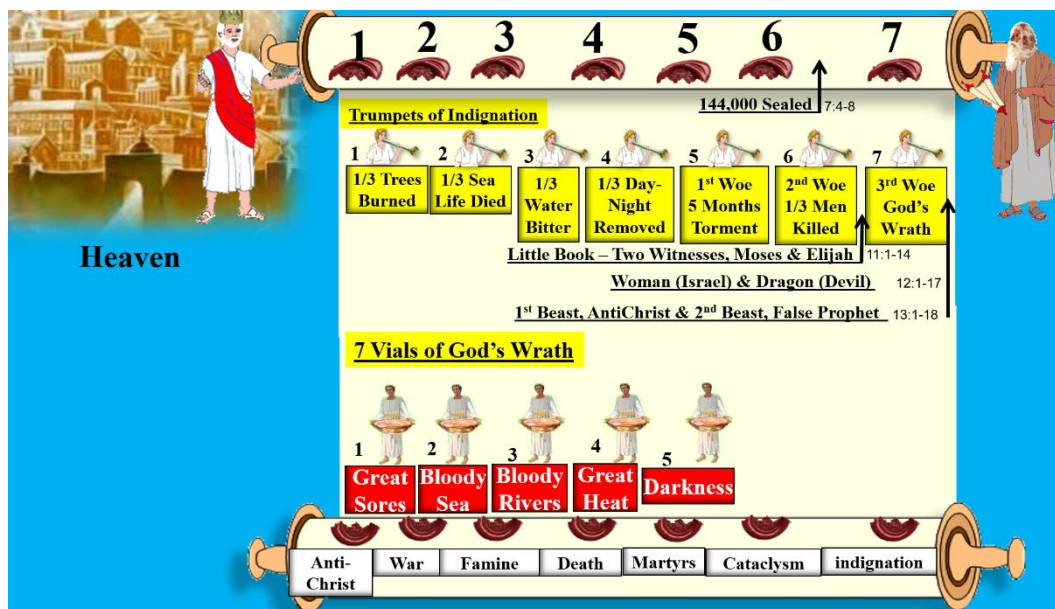 1 2 3 4 5 6 7
144,000 Sealed 7:4-8
Trumpets of Indignation
1 2 3 4 5 6 7
1/3 Trees
Burned
1/3 Sea
Life Died
1/3
Water
Bitter
1/3 Day-
Night
Removed
1st Woe
5 Months
Torment
2nd Woe
1/3 Men
Killed
3rd Woe
God's
Wrath
Heaven
Little Book – Two Witnesses, Moses & Elijah 11:1-14
Woman (Israel) & Dragon (Devil) 12:1-17
1st Beast, AntiChrist & 2nd Beast, False Prophet 13:1-18
7 Vials of God's Wrath
1 2 3 4 5
Great
Sores
Bloody
Sea
Bloody
Rivers
Great
Heat
Darkness
Anti-
Christ
War
Famine
Death
Martyrs
Cataclysm
indignation